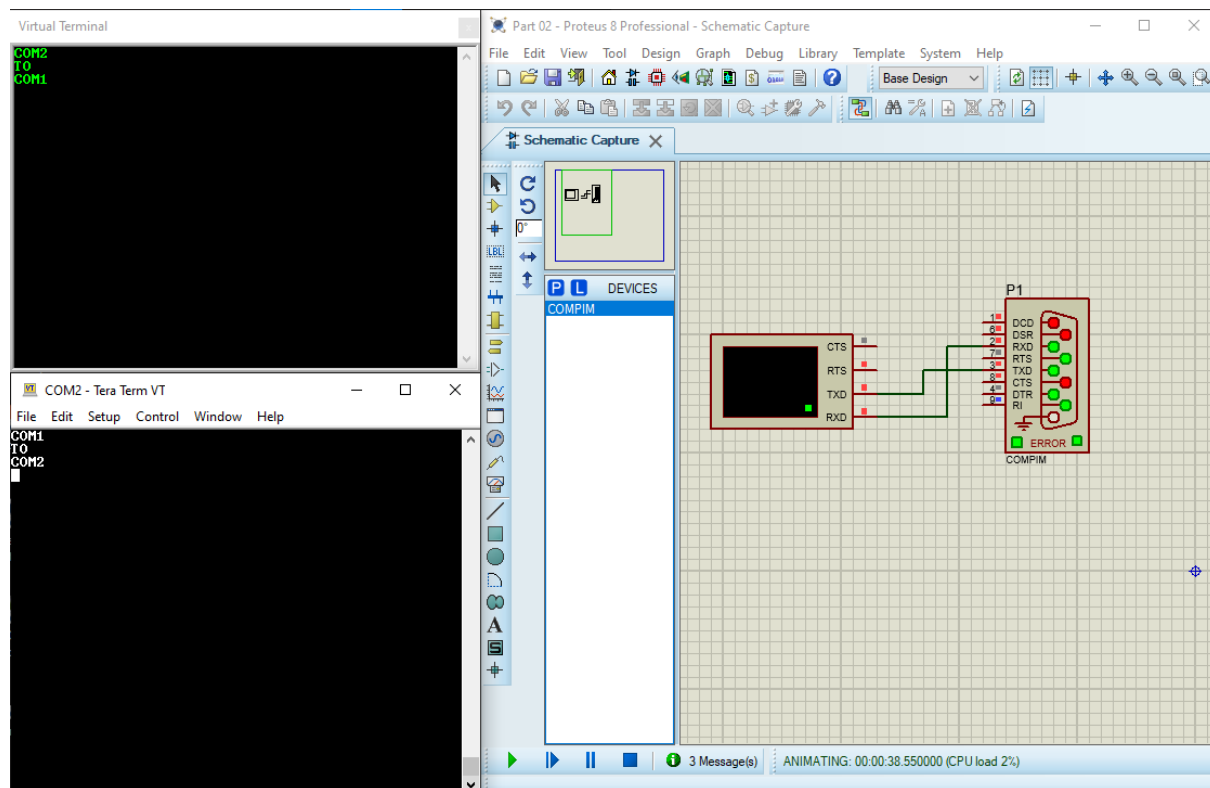 Virtual Terminal
COM2
TO
COM1
COM2 - Tera Term VT
File Edit Setup Control Window Help
COM1
TO
COM2
Part 02 - Proteus 8 Professional - Schematic Capture
File Edit View Tool Design Graph Debug Library Template System Help
Base Design
Schematic Capture
0°
LBL
P L DEVICES
COMPIM
A
S
CTS
RTS
TXD
RXD
P1
1 DCD
6 DSR
2 RXD
7 RTS
3 TXD
8 CTS
4 DTR
9 RI
ERROR
COMPIM
3 Message(s) ANIMATING: 00:00:38.550000 (CPU load 2%)